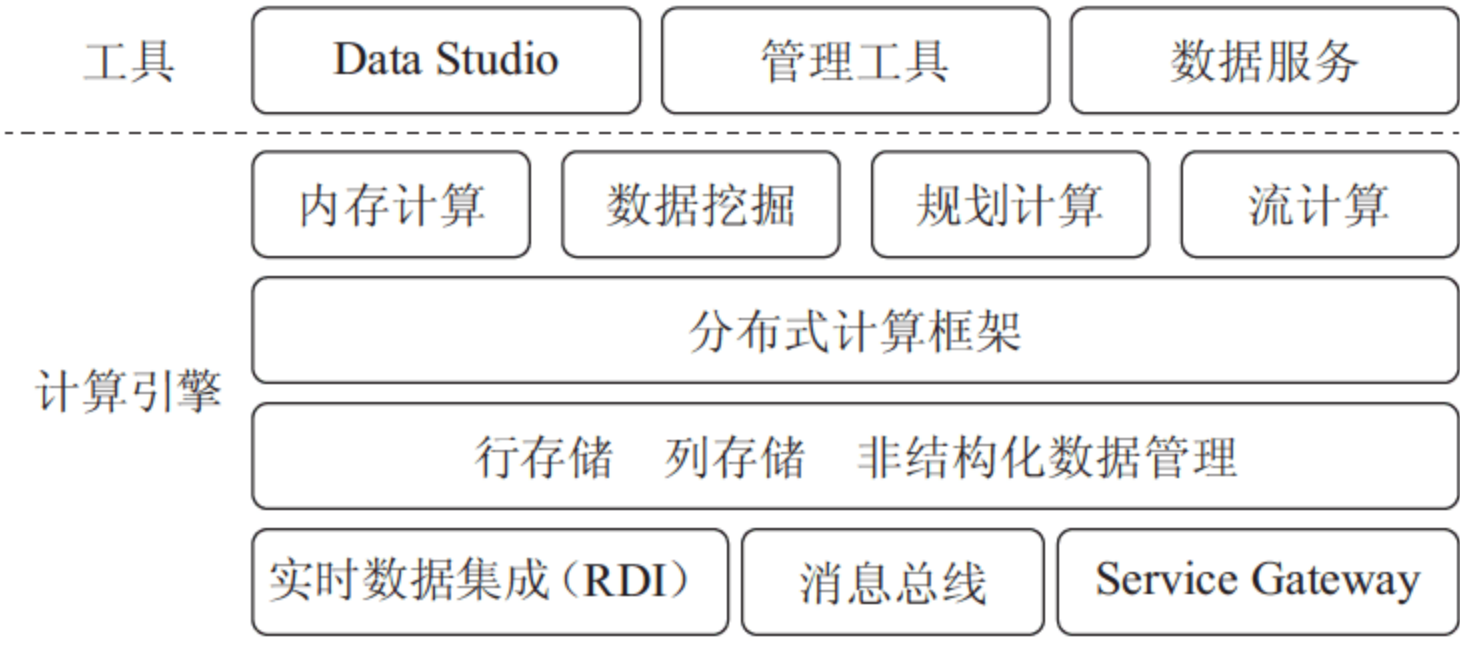 工具 Data Studio 管理工具 数据服务
内存计算 数据挖掘 规划计算 流计算
分布式计算框架
计算引擎
行存储 列存储 非结构化数据管理
实时数据集成（RDI） 消息总线 Service Gateway